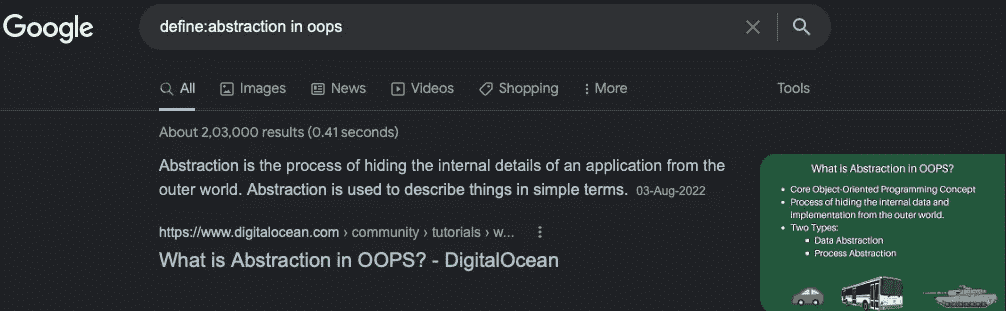 Google
define:abstraction in oops
All Images News Videos Shopping More Tools
About 2,03,000 results (0.41 seconds)
Abstraction is the process of hiding the internal details of an application from the
outer world. Abstraction is used to describe things in simple terms. 03-Aug-2022
https://www.digitalocean.com › community › tutorials › w...
What is Abstraction in OOPS? - DigitalOcean
What is Abstraction in OOPS?
• Core Object-Oriented Programming Concept
• Process of hiding the internal data and
implementation from the outer world.
• Two Types:
▪ Data Abstraction
▪ Process Abstraction